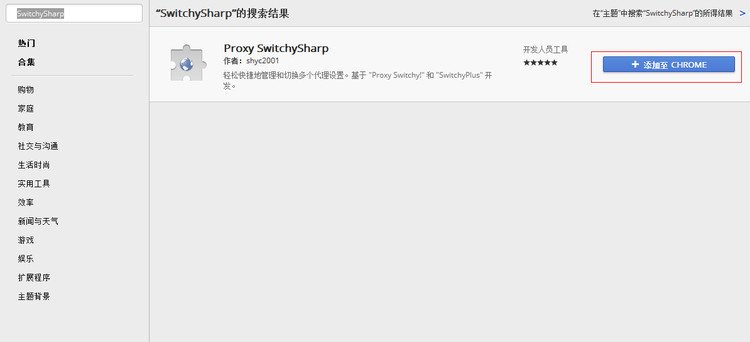 SwitchySharp
热门
合集
购物
家庭
教育
社交与沟通
生活时尚
实用工具
效率
新闻与天气
游戏
娱乐
扩展程序
主题背景
“SwitchySharp”的搜索结果
在“主题”中搜索“SwitchySharp”的所得结果 >
Proxy SwitchySharp
作者：shyc2001
轻松快捷地管理和切换多个代理设置。基于 "Proxy Switchy!" 和 "SwitchyPlus" 开
发。
开发人员工具
★★★★★
+ 添加至 CHROME